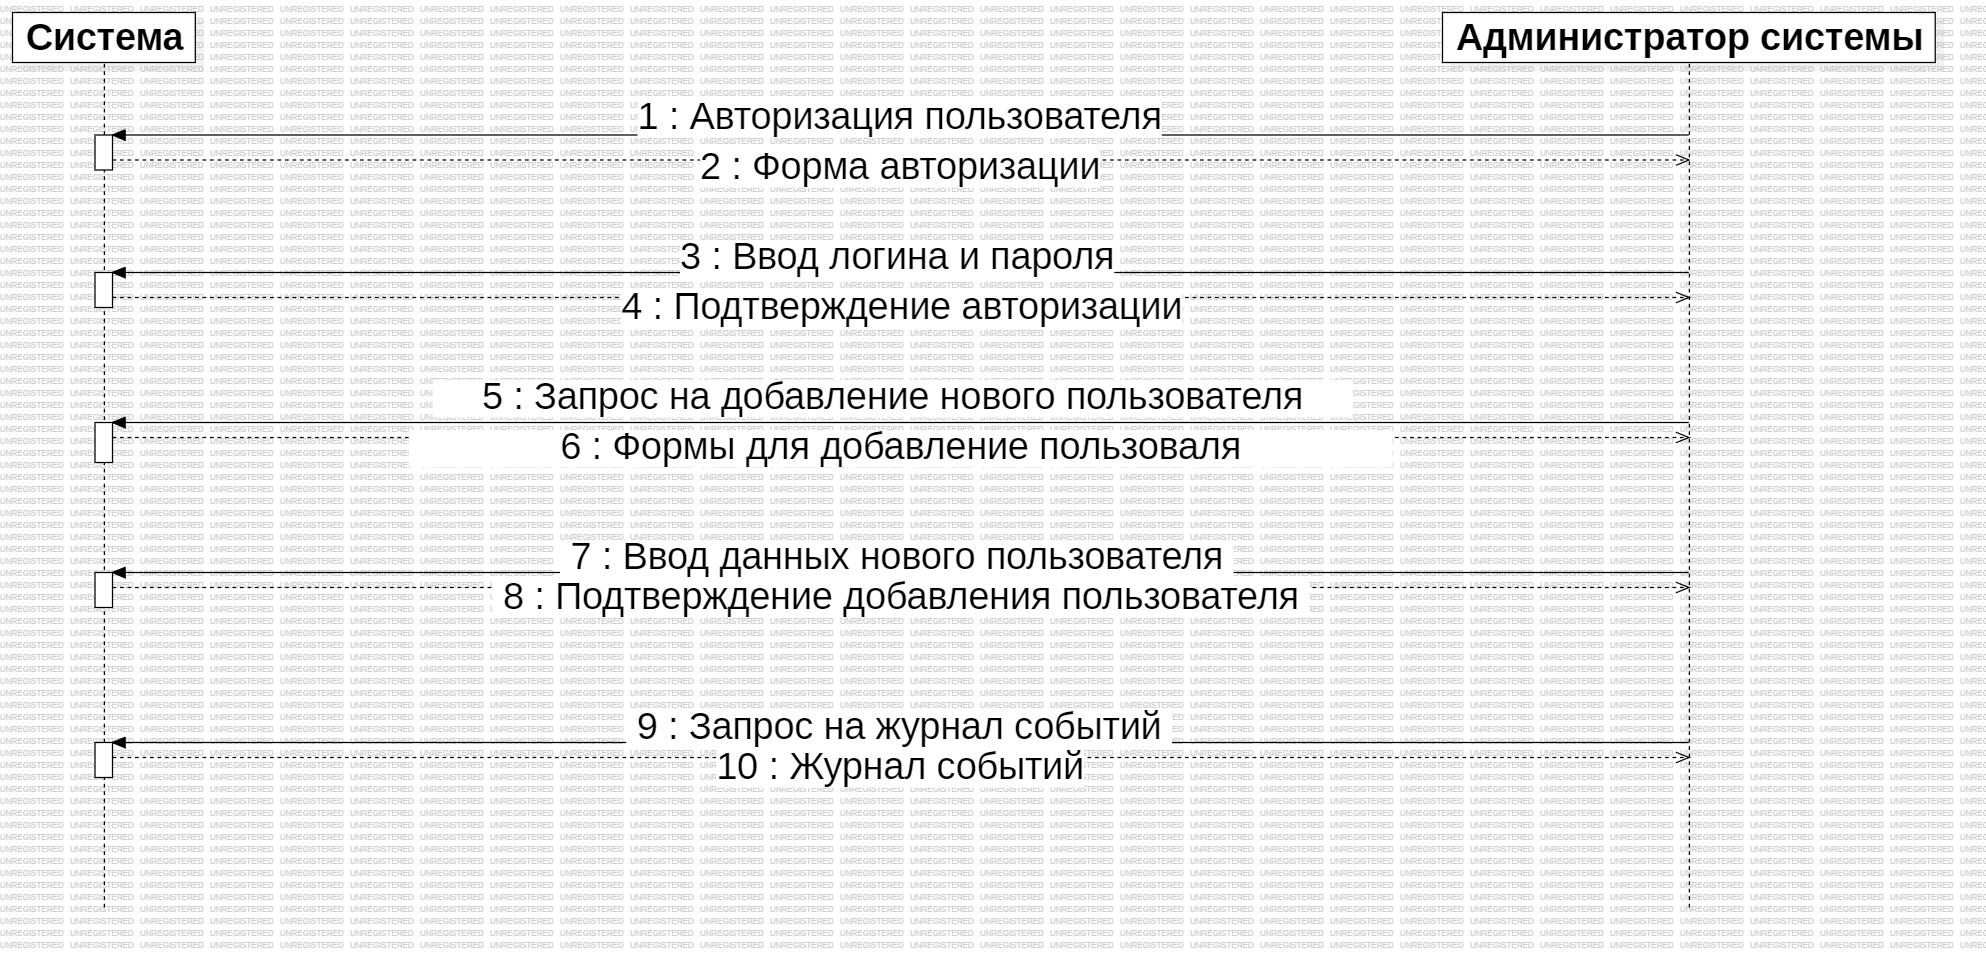 Система
Администратор системы
1 : Авторизация пользователя
2 : Форма авторизации
3 : Ввод логина и пароля
4 : Подтверждение авторизации
5 : Запрос на добавление нового пользователя
6 : Формы для добавление пользоваля
7 : Ввод данных нового пользователя
8 : Подтверждение добавления пользователя
9 : Запрос на журнал событий
10 : Журнал событий
UNREGISTERED